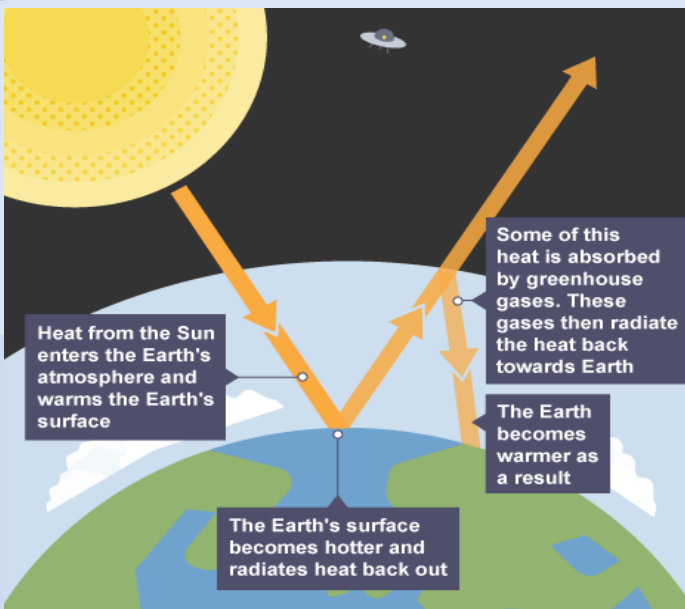 Heat from the Sun
enters the Earth's
atmosphere and
warms the Earth's
surface
The Earth's surface
becomes hotter and
radiates heat back out
Some of this
heat is absorbed
by greenhouse
gases. These
gases then radiate
the heat back
towards Earth
The Earth
becomes
warmer as
a result